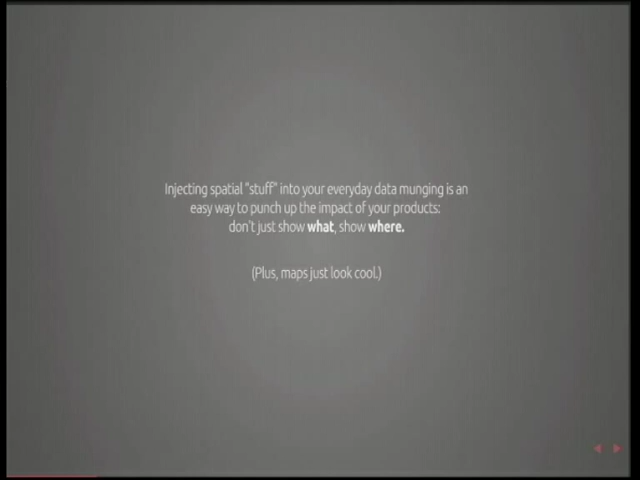 Injecting spatial "stuff" into your everyday data munging is an
easy way to punch up the impact of your products:
don't just show what, show where.
(Plus, maps just look cool.)